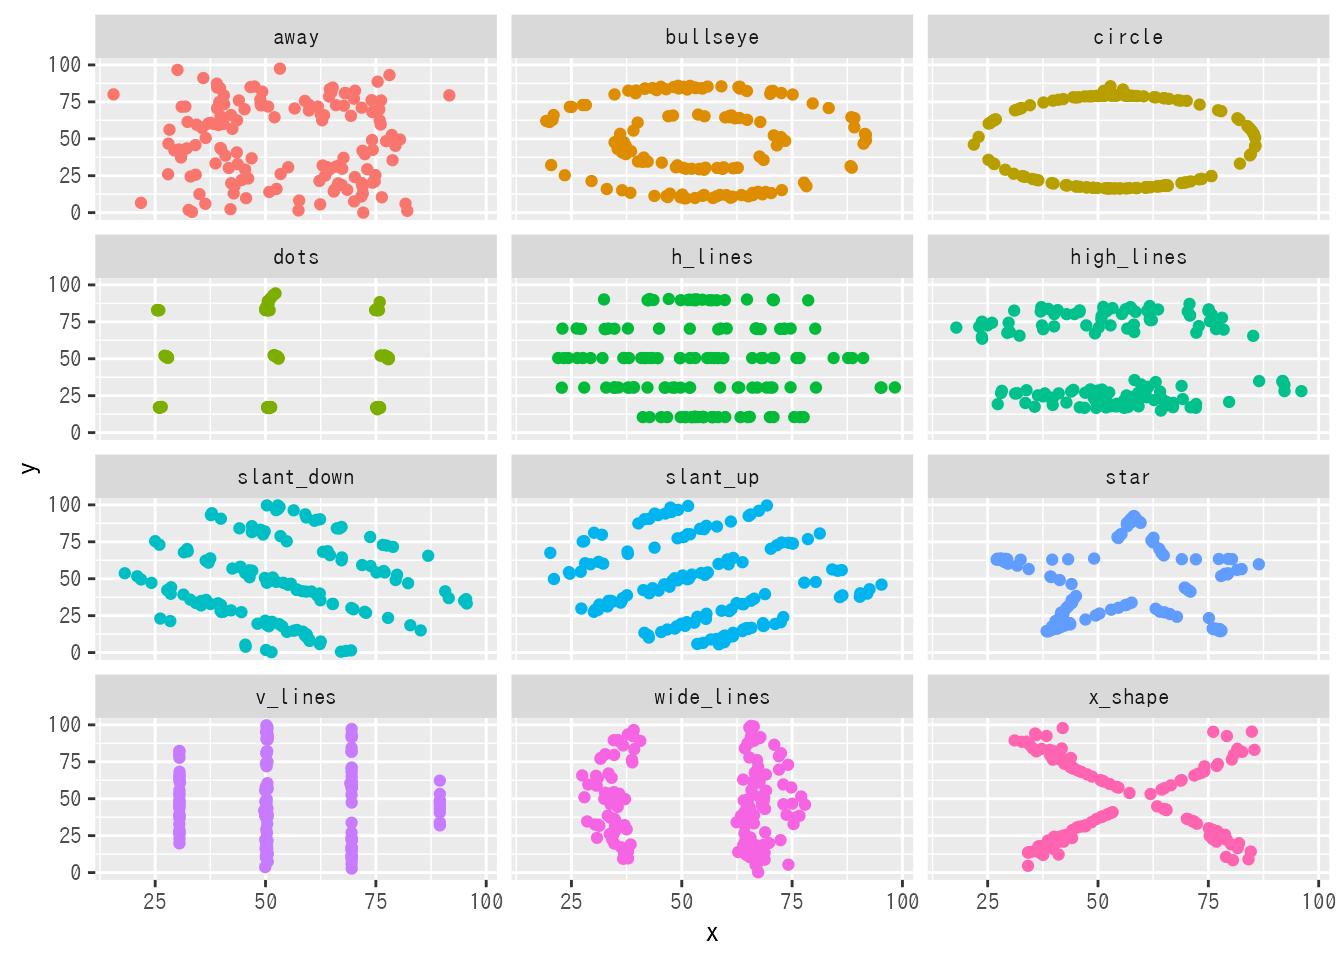 away bullseye circle
100
75
50
25
0
dots h_lines high_lines
100
75
50
25
0
y
slant_down slant_up star
100
75
50
25
0
v_lines wide_lines x_shape
100
75
50
25
0
25 50 75 100 25 50 75 100 25 50 75 100
x